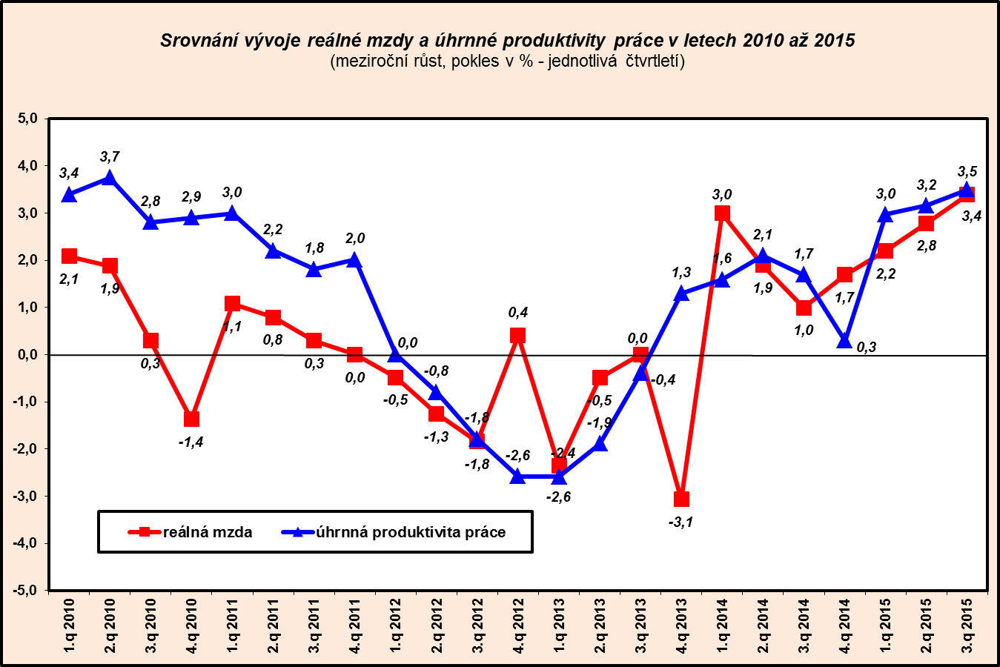 Srovnání vývoje reálné mzdy a úhrnné produktivity práce v letech 2010 až 2015
(meziroční růst, pokles v % - jednotlivá čtvrtletí)
5,0
4,0
3,0
2,0
1,0
0,0
-1,0
-2,0
-3,0
-4,0
-5,0
3,4
3,7
2,8
2,9
3,0
2,2
1,8
2,0
0,0
-0,8
-1,8
-2,6
-2,6
-1,9
-0,4
1,3
1,6
2,1
1,7
0,3
3,0
3,2
3,5
2,1
1,9
0,3
-1,4
1,1
0,8
0,3
0,0
-0,5
-1,3
-1,8
0,4
-2,4
-0,5
0,0
-3,1
3,0
1,9
1,0
1,7
2,2
2,8
3,4
reálná mzda
úhrnná produktivita práce
1.q 2010
2.q 2010
3.q 2010
4.q 2010
1.q 2011
2.q 2011
3.q 2011
4.q 2011
1.q 2012
2.q 2012
3.q 2012
4.q 2012
1.q 2013
2.q 2013
3.q 2013
4.q 2013
1.q 2014
2.q 2014
3.q 2014
4.q 2014
1.q 2015
2.q 2015
3.q 2015